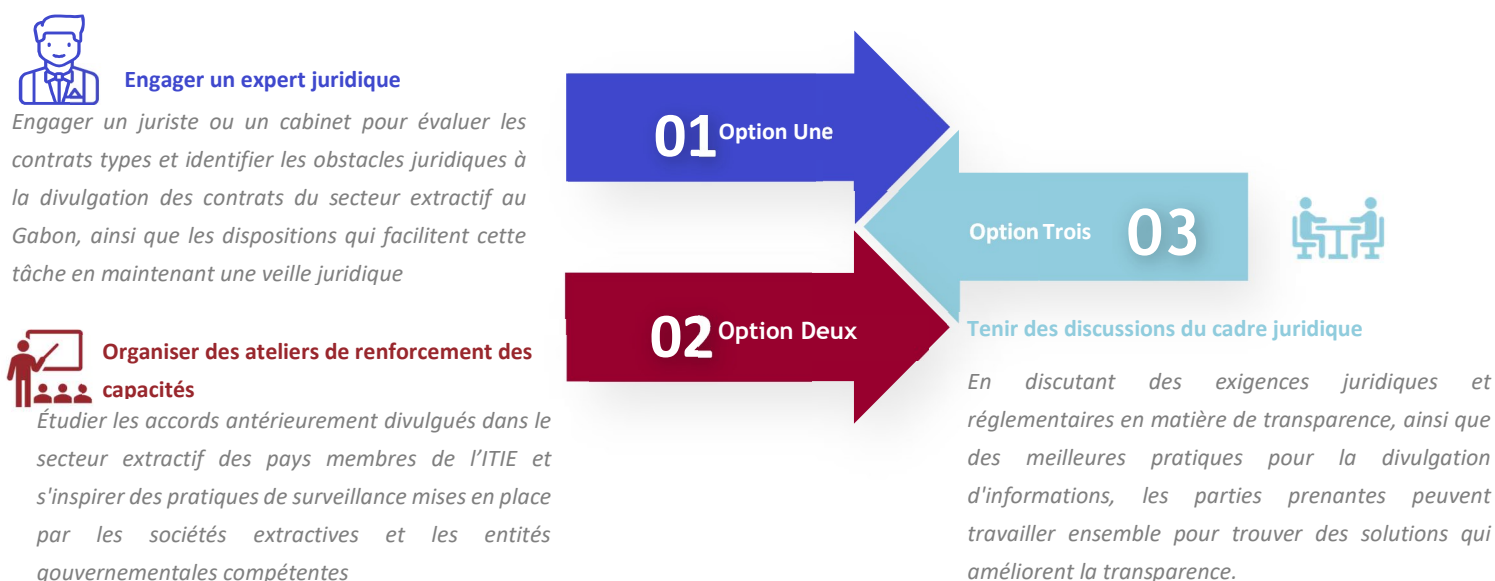 Engager un expert juridique
Engager un juriste ou un cabinet pour évaluer les
contrats types et identifier les obstacles juridiques à
la divulgation des contrats du secteur extractif au
Gabon, ainsi que les dispositions qui facilitent cette
tâche en maintenant une veille juridique
Organiser des ateliers de renforcement des
capacités
Étudier les accords antérieurement divulgués dans le
secteur extractif des pays membres de l’ITIE et
s'inspirer des pratiques de surveillance mises en place
par les sociétés extractives et les entités
gouvernementales compétentes
01 Option Une
02 Option Deux
Option Trois 03
Tenir des discussions du cadre juridique
En discutant des exigences juridiques et
réglementaires en matière de transparence, ainsi que
des meilleures pratiques pour la divulgation
d'informations, les parties prenantes peuvent
travailler ensemble pour trouver des solutions qui
améliorent la transparence.